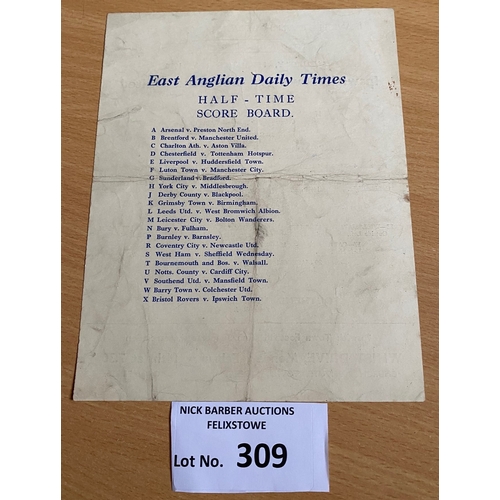 East Anglian Daily Times
HALF - TIME
SCORE BOARD.
A Arsenal v. Preston North End.
B Brentford v. Manchester United.
C Charlton Ath. v. Aston Villa.
D Chesterfield v. Tottenham Hotspur.
E Liverpool v. Huddersfield Town.
F Luton Town v. Manchester City.
G Sunderland v. Bradford.
H York City v. Middlesbrough.
J Derby County v. Blackpool.
K Grimsby Town v. Birmingham.
L Leeds Utd. v. West Bromwich Albion.
M Leicester City v. Bolton Wanderers.
N Bury v. Fulham.
P Burnley v. Barnsley.
R Coventry City v. Newcastle Utd.
S West Ham v. Sheffield Wednesday.
T Bournemouth and Bos. v. Walsall.
U Notts. County v. Cardiff City.
V Southend Utd. v. Mansfield Town.
W Barry Town v. Colchester Utd.
X Bristol Rovers v. Ipswich Town.
NICK BARBER AUCTIONS
FELIXSTOWE
Lot No. 309